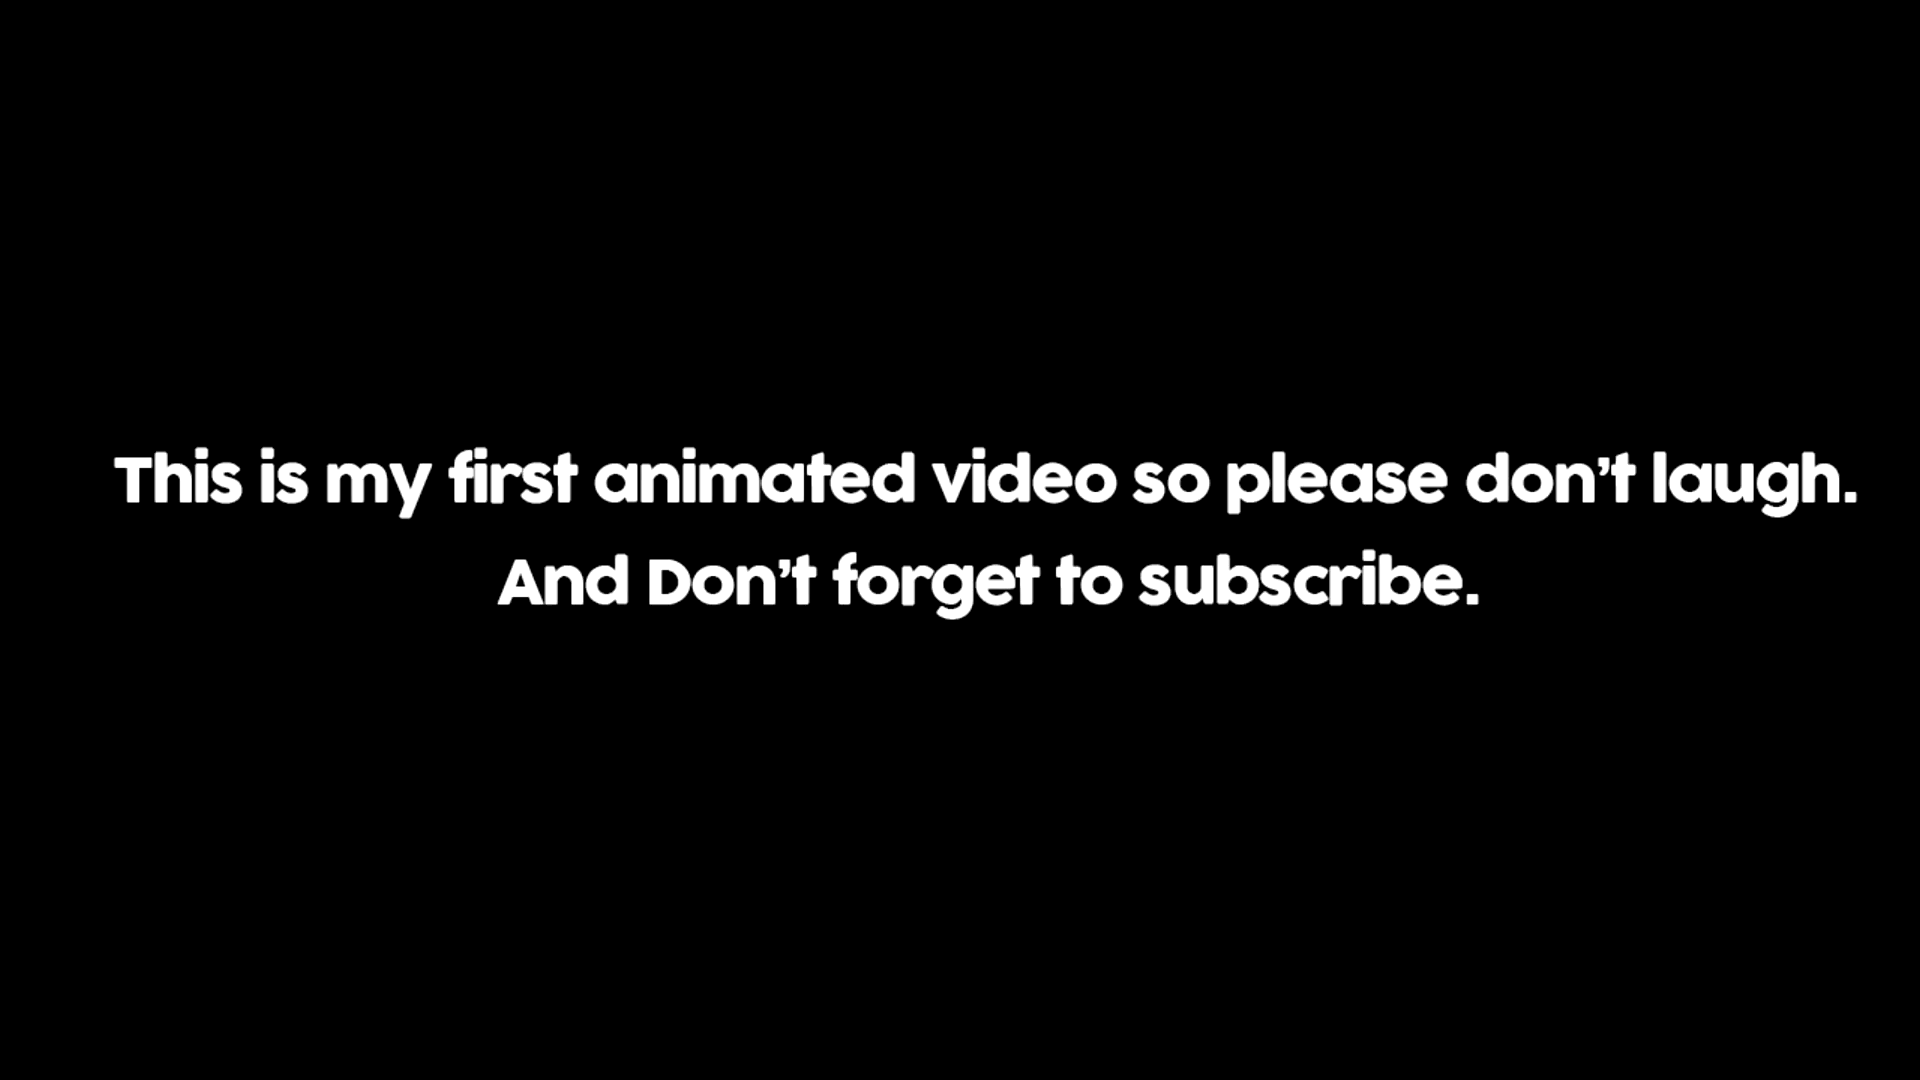 This is my first animated video so please don’t laugh.
And Don’t forget to subscribe.